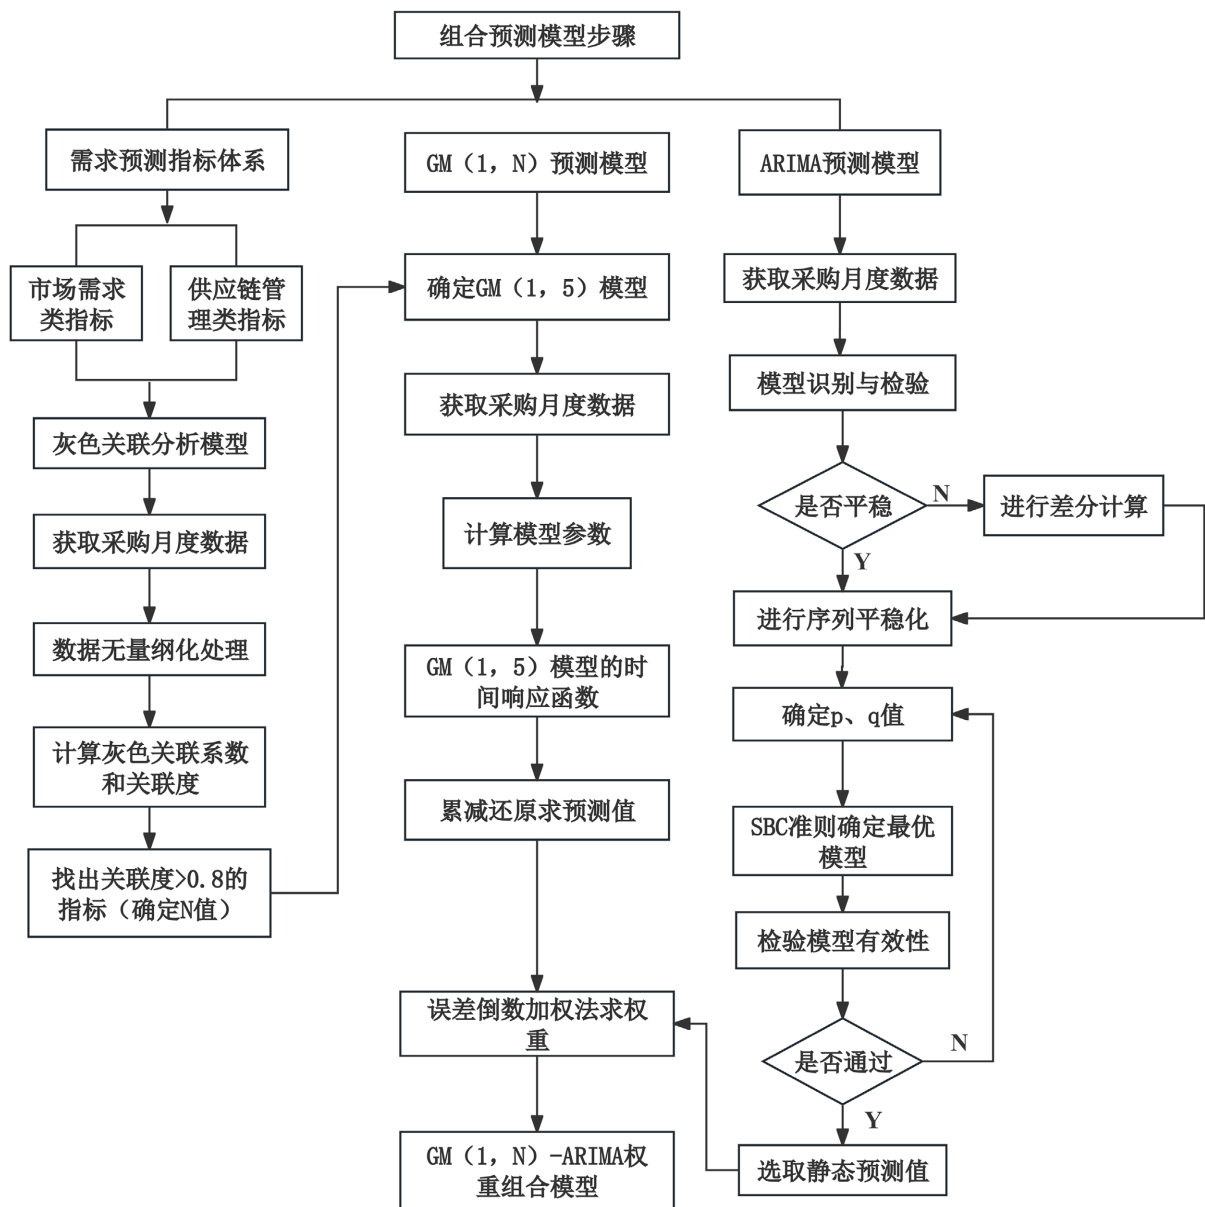 组合预测模型步骤
需求预测指标体系
市场需求
类指标
供应链管
理类指标
灰色关联分析模型
获取采购月度数据
数据无量纲化处理
计算灰色关联系数
和关联度
找出关联度>0.8的
指标（确定N值）
GM（1，N）预测模型
确定GM（1，5）模型
获取采购月度数据
计算模型参数
GM（1，5）模型的时
间响应函数
累减还原求预测值
误差倒数加权法求权
重
GM（1，N）-ARIMA权
重组合模型
ARIMA预测模型
获取采购月度数据
模型识别与检验
是否平稳
N
进行差分计算
Y
进行序列平稳化
确定p、q值
SBC准则确定最优
模型
检验模型有效性
是否通过
N
Y
选取静态预测值